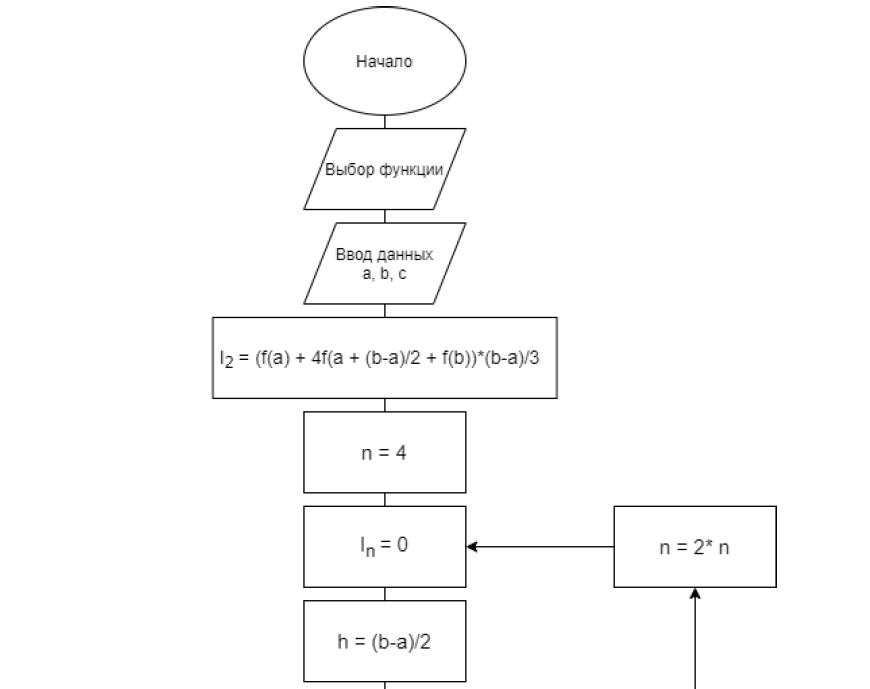 Начало
Выбор функции
Ввод данных
a, b, c
I₂ = (f(a) + 4f(a + (b-a)/2 + f(b))*(b-a)/3
n = 4
Iₙ = 0
n = 2* n
h = (b-a)/2